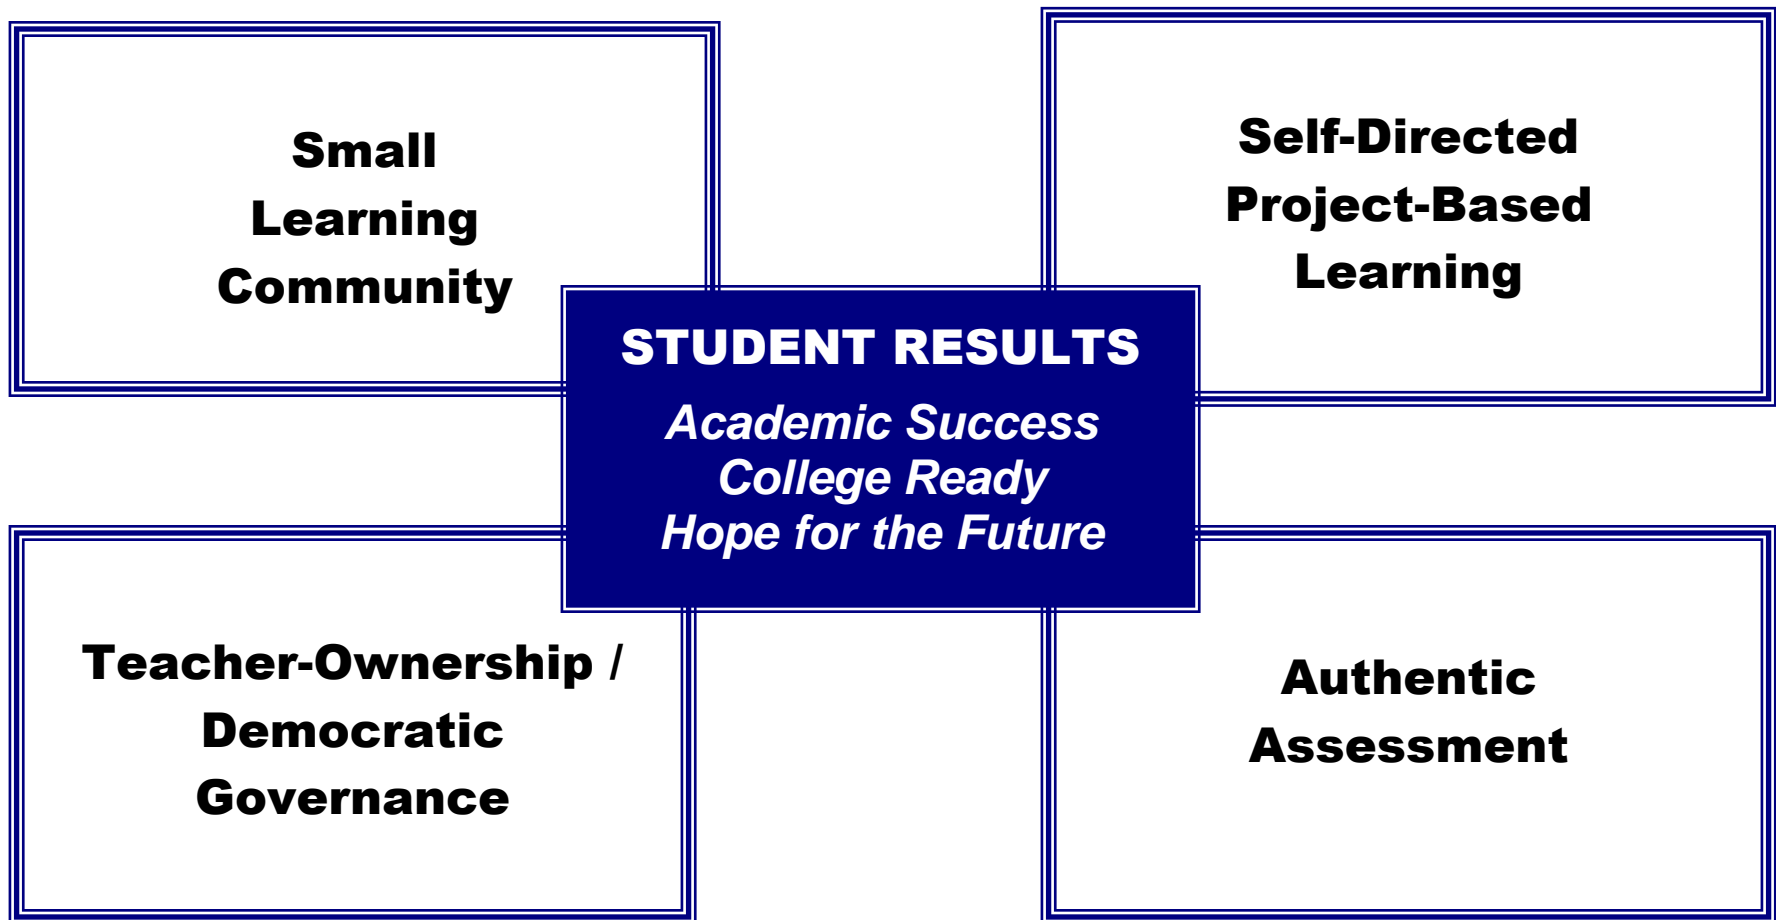 Small
Learning
Community
Self-Directed
Project-Based
Learning
STUDENT RESULTS
Academic Success
College Ready
Hope for the Future
Teacher-Ownership /
Democratic
Governance
Authentic
Assessment